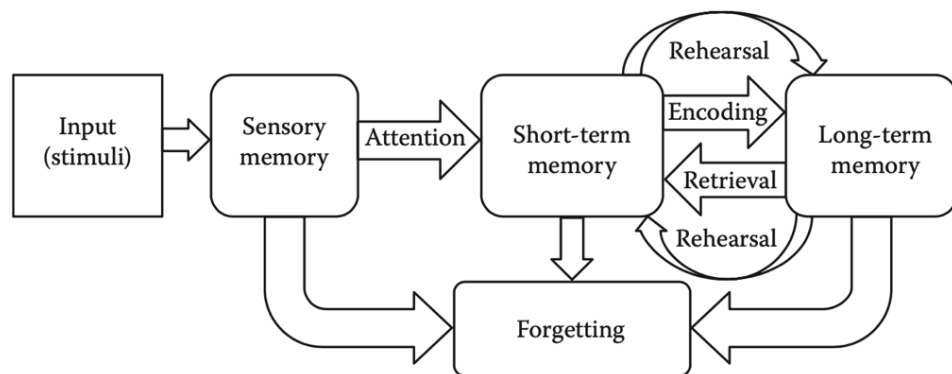 Rehearsal
Input
(stimuli)
Sensory
memory
Attention
Short-term
memory
Encoding
Retrieval
Long-term
memory
Rehearsal
Forgetting